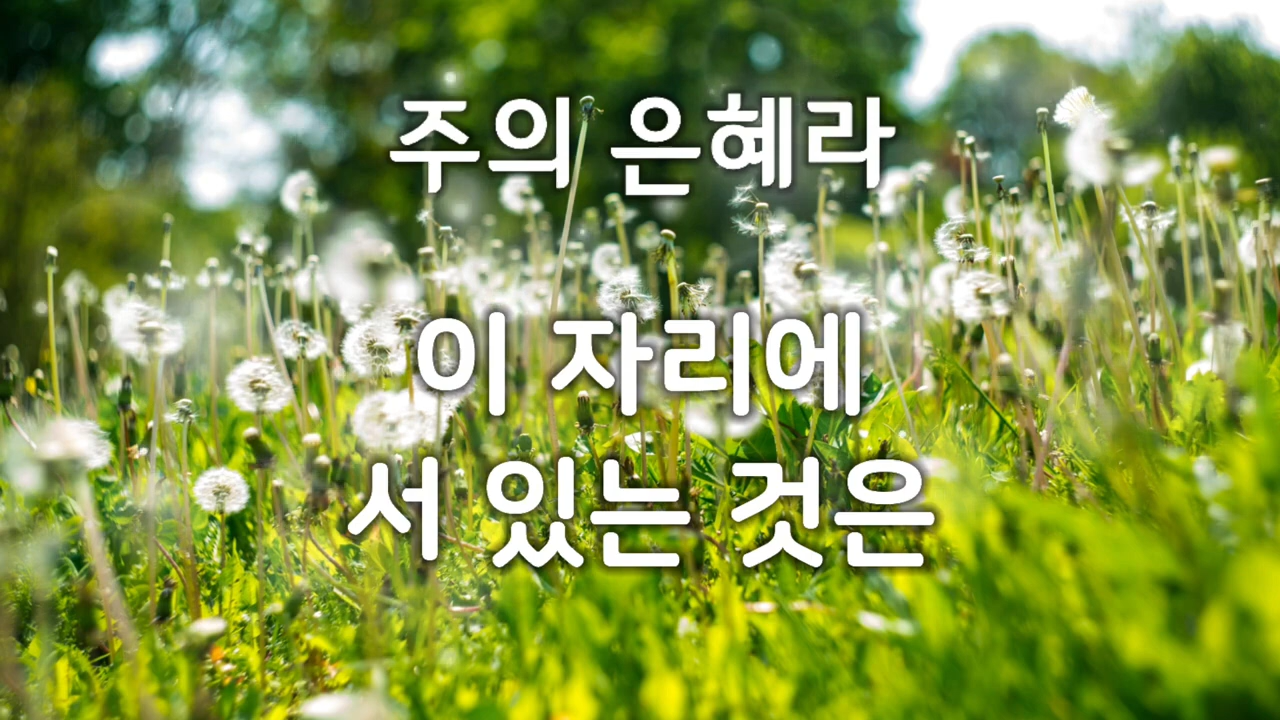 주의 은혜라
이 자리에
서 있는 것은